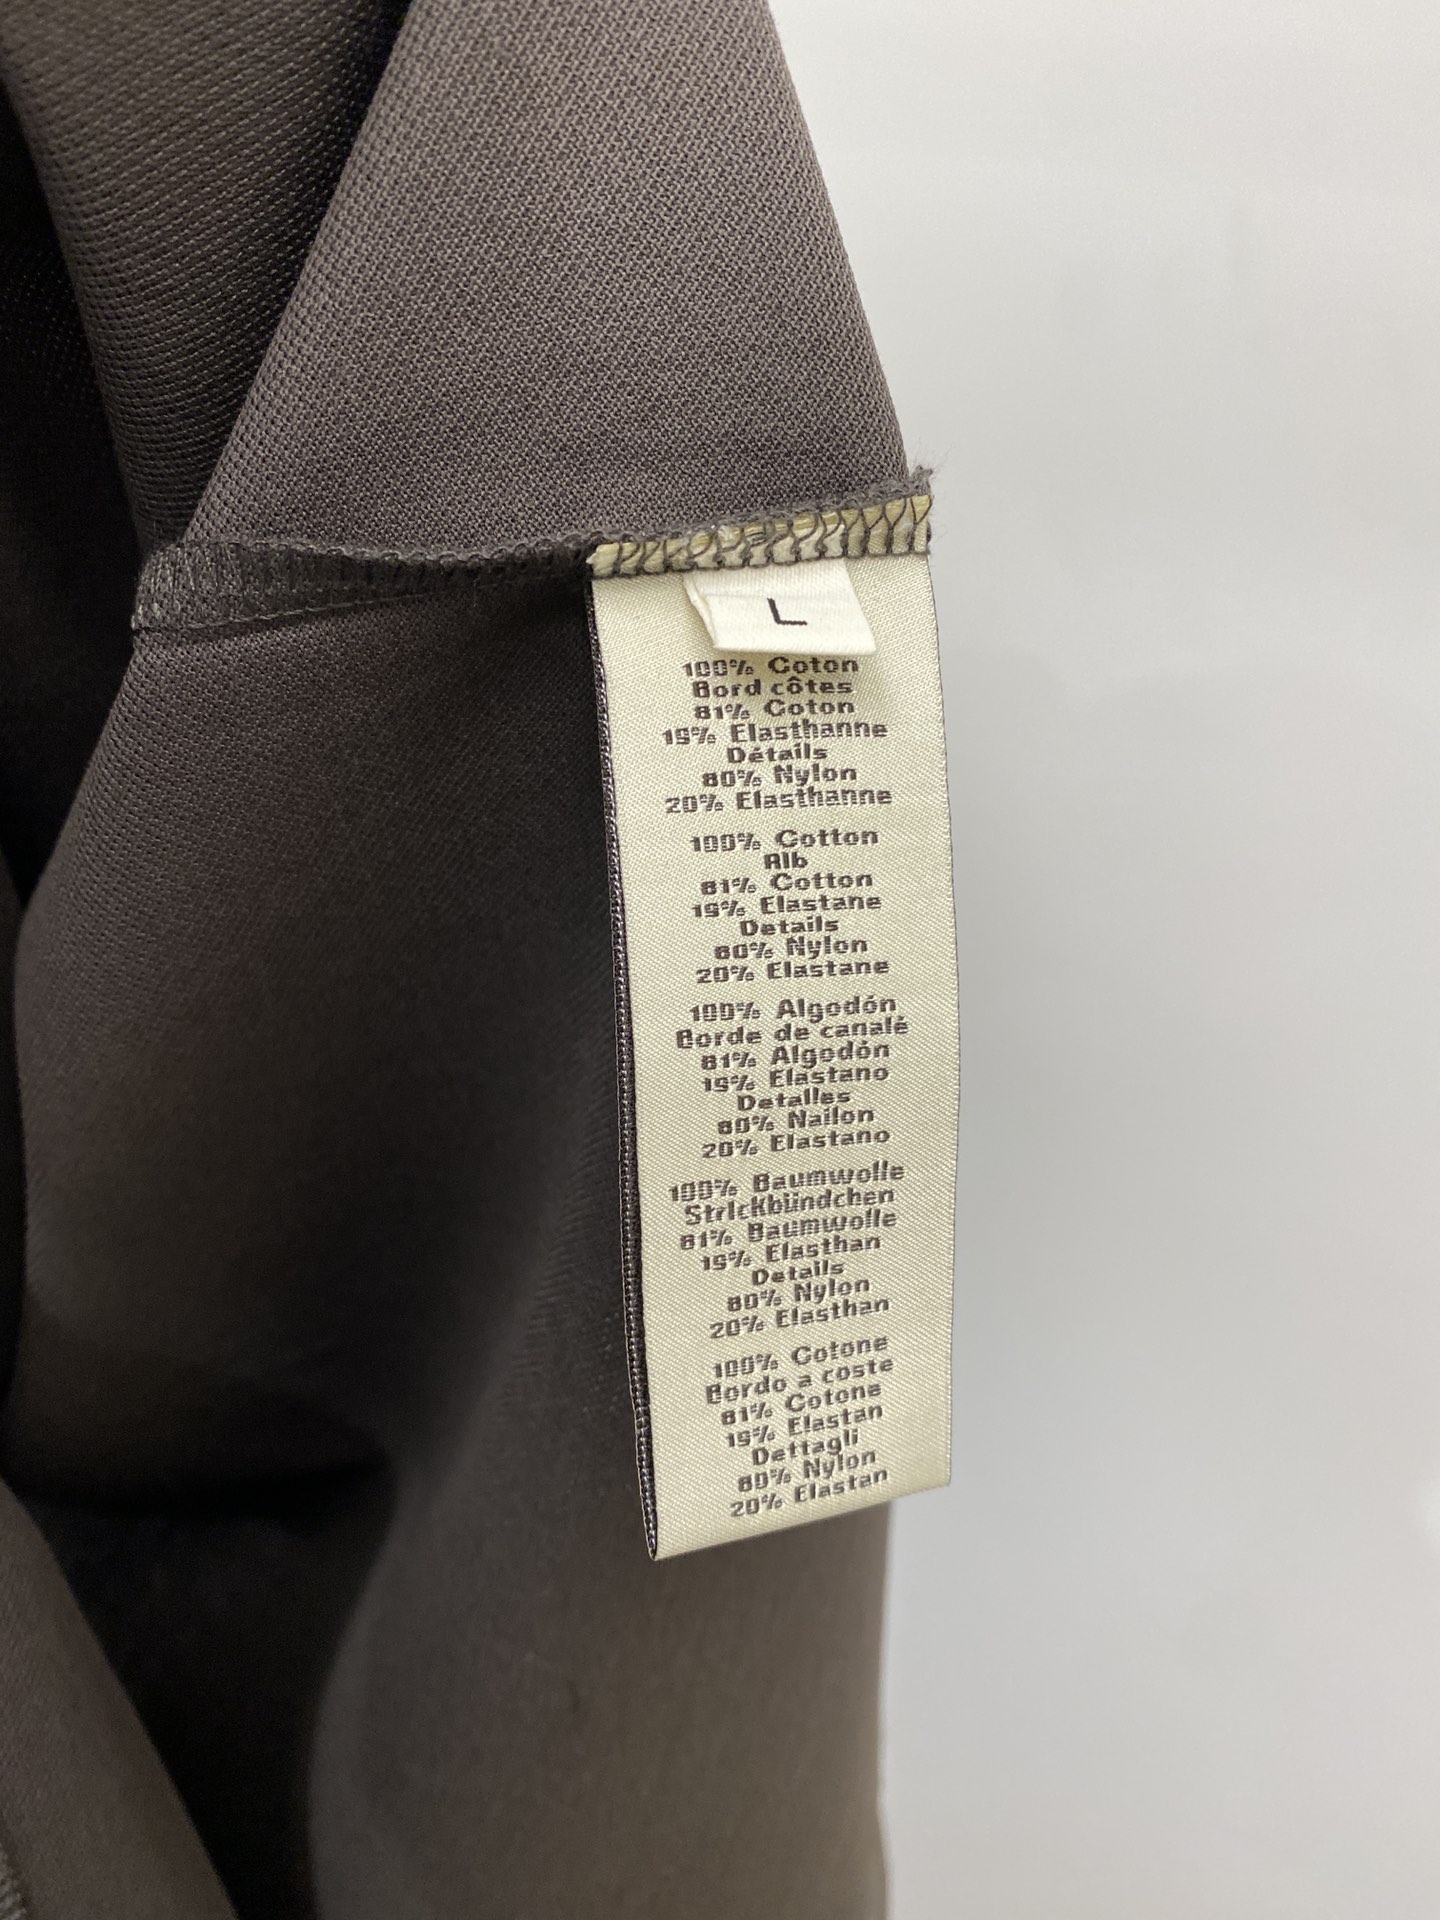 L
100% Coton
Bord côtes
81% Coton
19% Elasthanne
Détails
80% Nylon
20% Elasthanne
100% Cotton
Rib
81% Cotton
19% Elastane
Details
80% Nylon
20% Elastane
100% Algodón
Borde de canalé
81% Algodón
19% Elastano
Detalles
80% Nailon
20% Elastano
100% Baumwolle
Strickbündchen
81% Baumwolle
19% Elasthan
Details
80% Nylon
20% Elasthan
100% Cotone
Bordo a coste
81% Cotone
19% Elastan
Dettagli
80% Nylon
20% Elastan